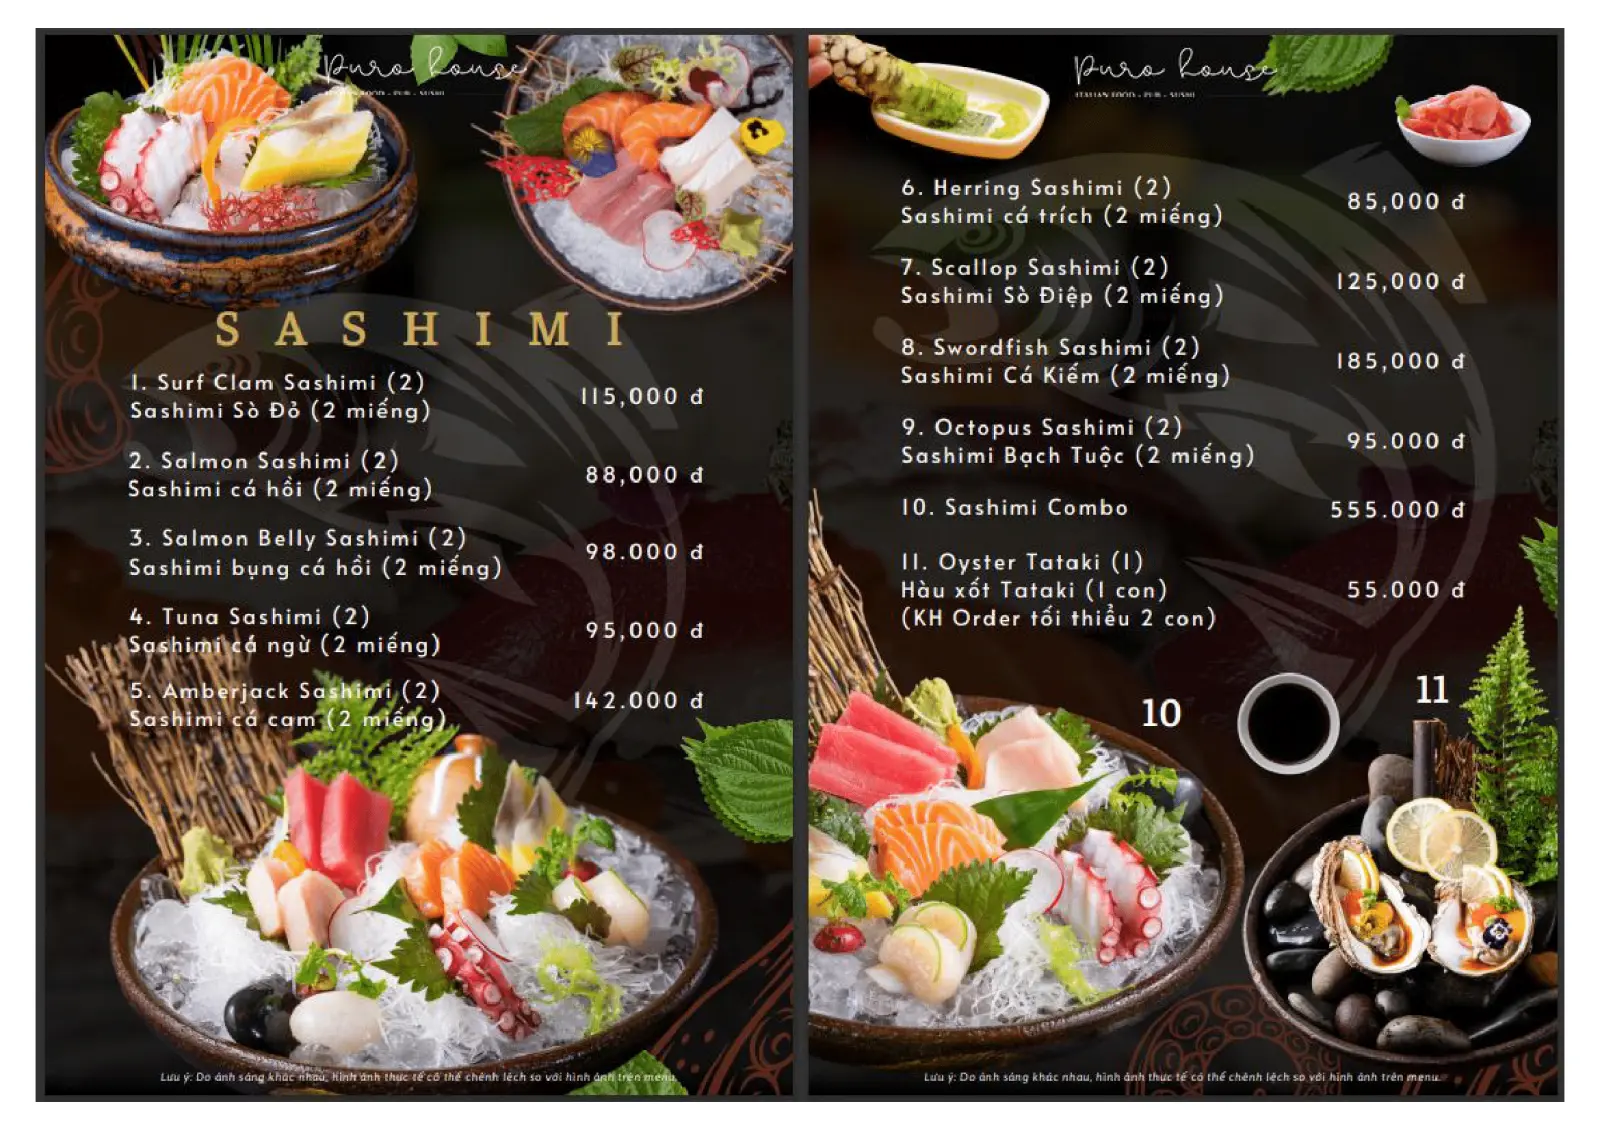 Puro house
ITALIAN FOOD - PUB - SUSHI
SASHIMI
1. Surf Clam Sashimi (2)
Sashimi Sò Đỏ (2 miếng)
115,000 đ
2. Salmon Sashimi (2)
Sashimi cá hồi (2 miếng)
88,000 đ
3. Salmon Belly Sashimi (2)
Sashimi bụng cá hồi (2 miếng)
98.000 đ
4. Tuna Sashimi (2)
Sashimi cá ngừ (2 miếng)
95,000 đ
5. Amberjack Sashimi (2)
Sashimi cá cam (2 miếng)
142.000 đ
Lưu ý: Do ánh sáng khác nhau, hình ảnh thực tế có thể chênh lệch so với hình ảnh trên menu.
Puro house
ITALIAN FOOD - PUB - SUSHI
6. Herring Sashimi (2)
Sashimi cá trích (2 miếng)
85,000 đ
7. Scallop Sashimi (2)
Sashimi Sò Điệp (2 miếng)
125,000 đ
8. Swordfish Sashimi (2)
Sashimi Cá Kiếm (2 miếng)
185,000 đ
9. Octopus Sashimi (2)
Sashimi Bạch Tuộc (2 miếng)
95.000 đ
10. Sashimi Combo
555.000 đ
11. Oyster Tataki (1)
Hàu xốt Tataki (1 con)
(KH Order tối thiểu 2 con)
55.000 đ
10
11
Lưu ý: Do ánh sáng khác nhau, hình ảnh thực tế có thể chênh lệch so với hình ảnh trên menu.